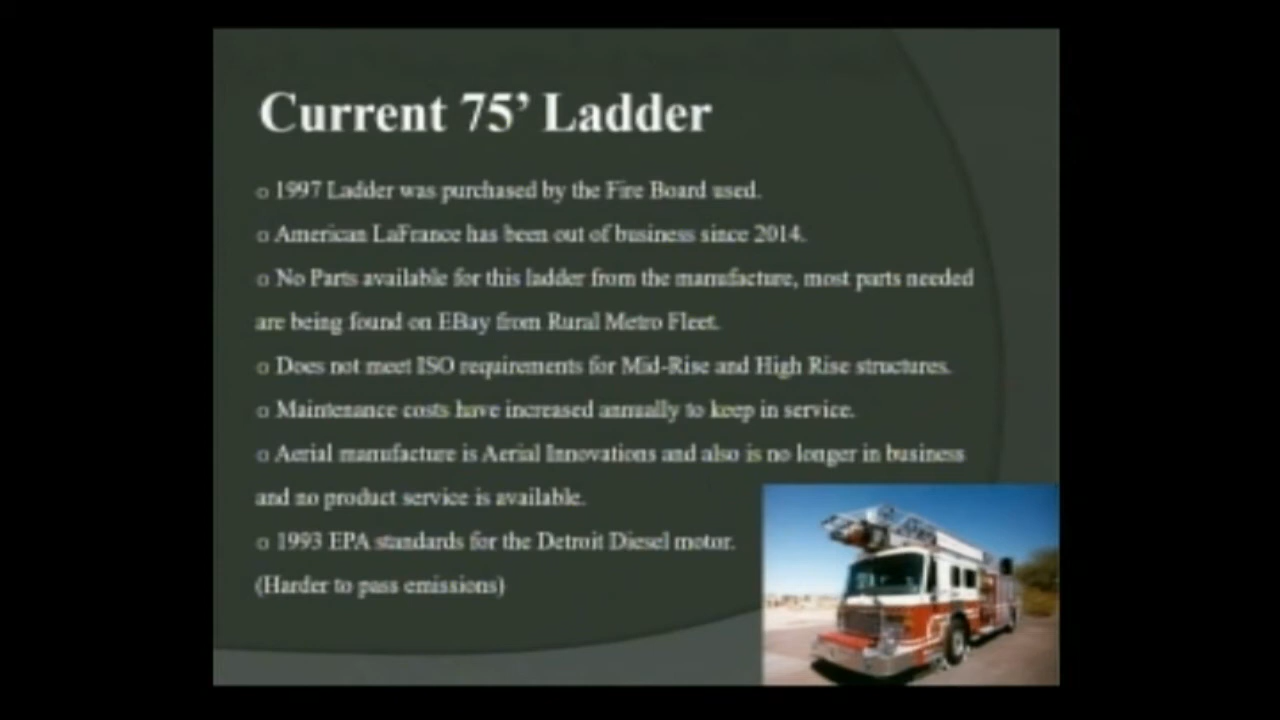 Current 75’ Ladder
o 1997 Ladder was purchased by the Fire Board used.
o American LaFrance has been out of business since 2014.
o No Parts available for this ladder from the manufacture, most parts needed
are being found on EBay from Rural Metro Fleet.
o Does not meet ISO requirements for Mid-Rise and High Rise structures.
o Maintenance costs have increased annually to keep in service.
o Aerial manufacture is Aerial Innovations and also is no longer in business
and no product service is available.
o 1993 EPA standards for the Detroit Diesel motor.
(Harder to pass emissions)